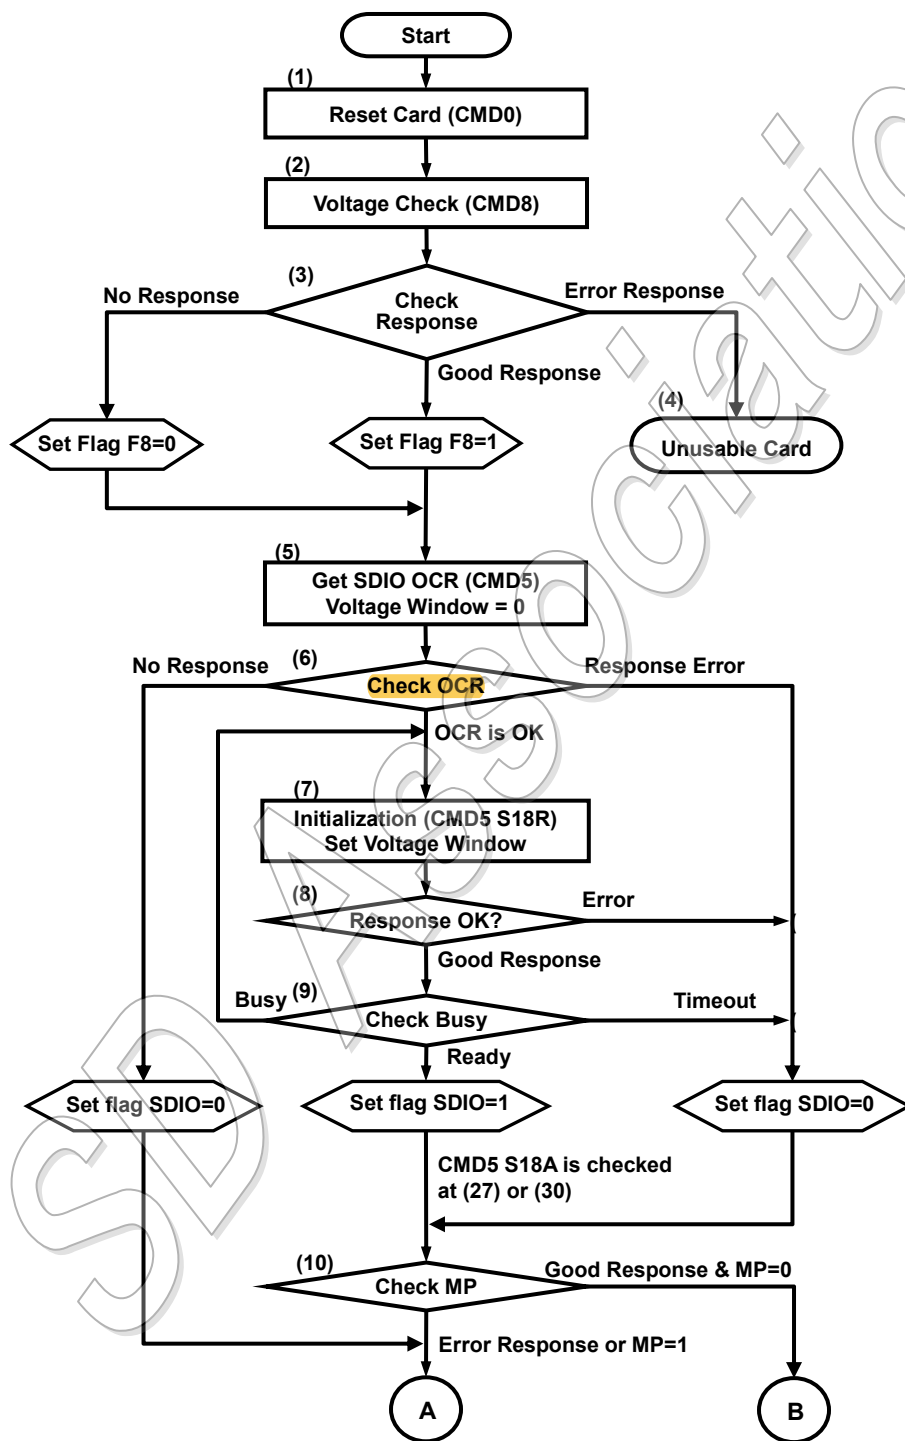 Start
(1)
Reset Card (CMD0)
(2)
Voltage Check (CMD8)
(3)
No Response
Error Response
Check
Response
Good Response
(4)
Set Flag F8=0
Set Flag F8=1
Unusable Card
(5)
Get SDIO OCR (CMD5)
Voltage Window = 0
(6)
No Response
Response Error
Check OCR
OCR is OK
(7)
Initialization (CMD5 S18R)
Set Voltage Window
(8)
Error
Response OK?
Good Response
(9)
Busy
Timeout
Check Busy
Ready
Set flag SDIO=0
Set flag SDIO=1
Set flag SDIO=0
CMD5 S18A is checked
at (27) or (30)
(10)
Good Response & MP=0
Check MP
Error Response or MP=1
A
B
SD Associatio